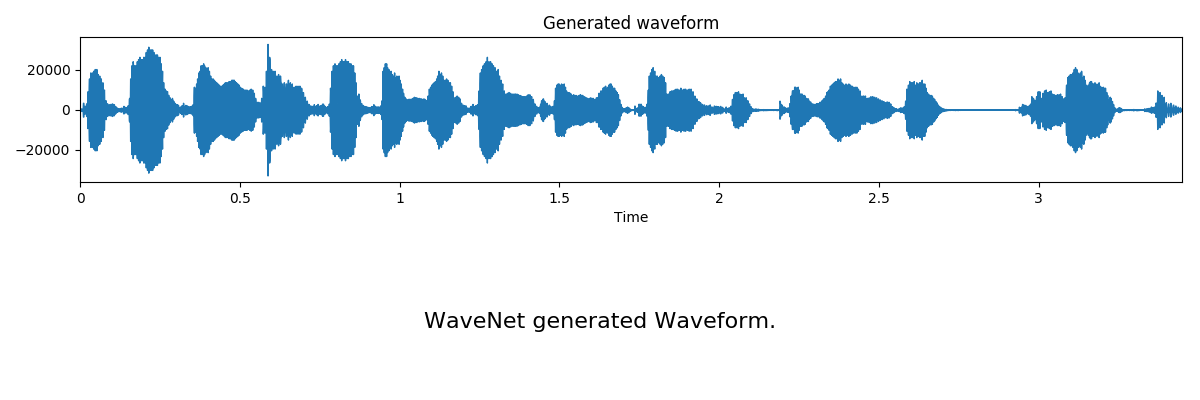 Generated waveform
20000
0
−20000
0 0.5 1 1.5 2 2.5 3
Time
WaveNet generated Waveform.